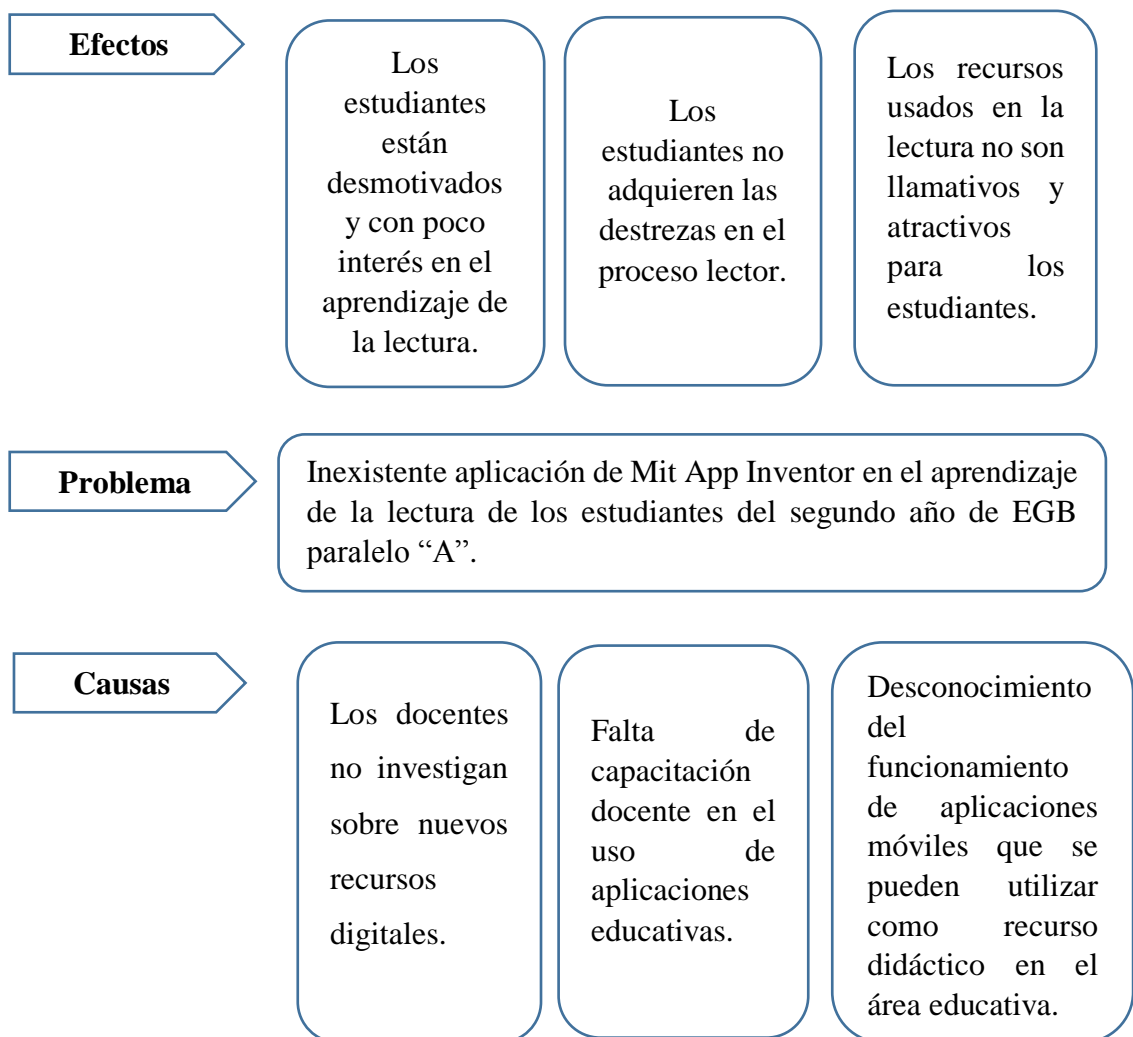 Efectos
Los
estudiantes
están
desmotivados
y con poco
interés en el
aprendizaje de
la lectura.
Los
estudiantes no
adquieren las
destrezas en el
proceso lector.
Los recursos
usados en la
lectura no son
llamativos y
atractivos
para los
estudiantes.
Problema
Inexistente aplicación de Mit App Inventor en el aprendizaje
de la lectura de los estudiantes del segundo año de EGB
paralelo “A”.
Causas
Los docentes
no investigan
sobre nuevos
recursos
digitales.
Falta de
capacitación
docente en el
uso de
aplicaciones
educativas.
Desconocimiento
del
funcionamiento
de aplicaciones
móviles que se
pueden utilizar
como recurso
didáctico en el
área educativa.